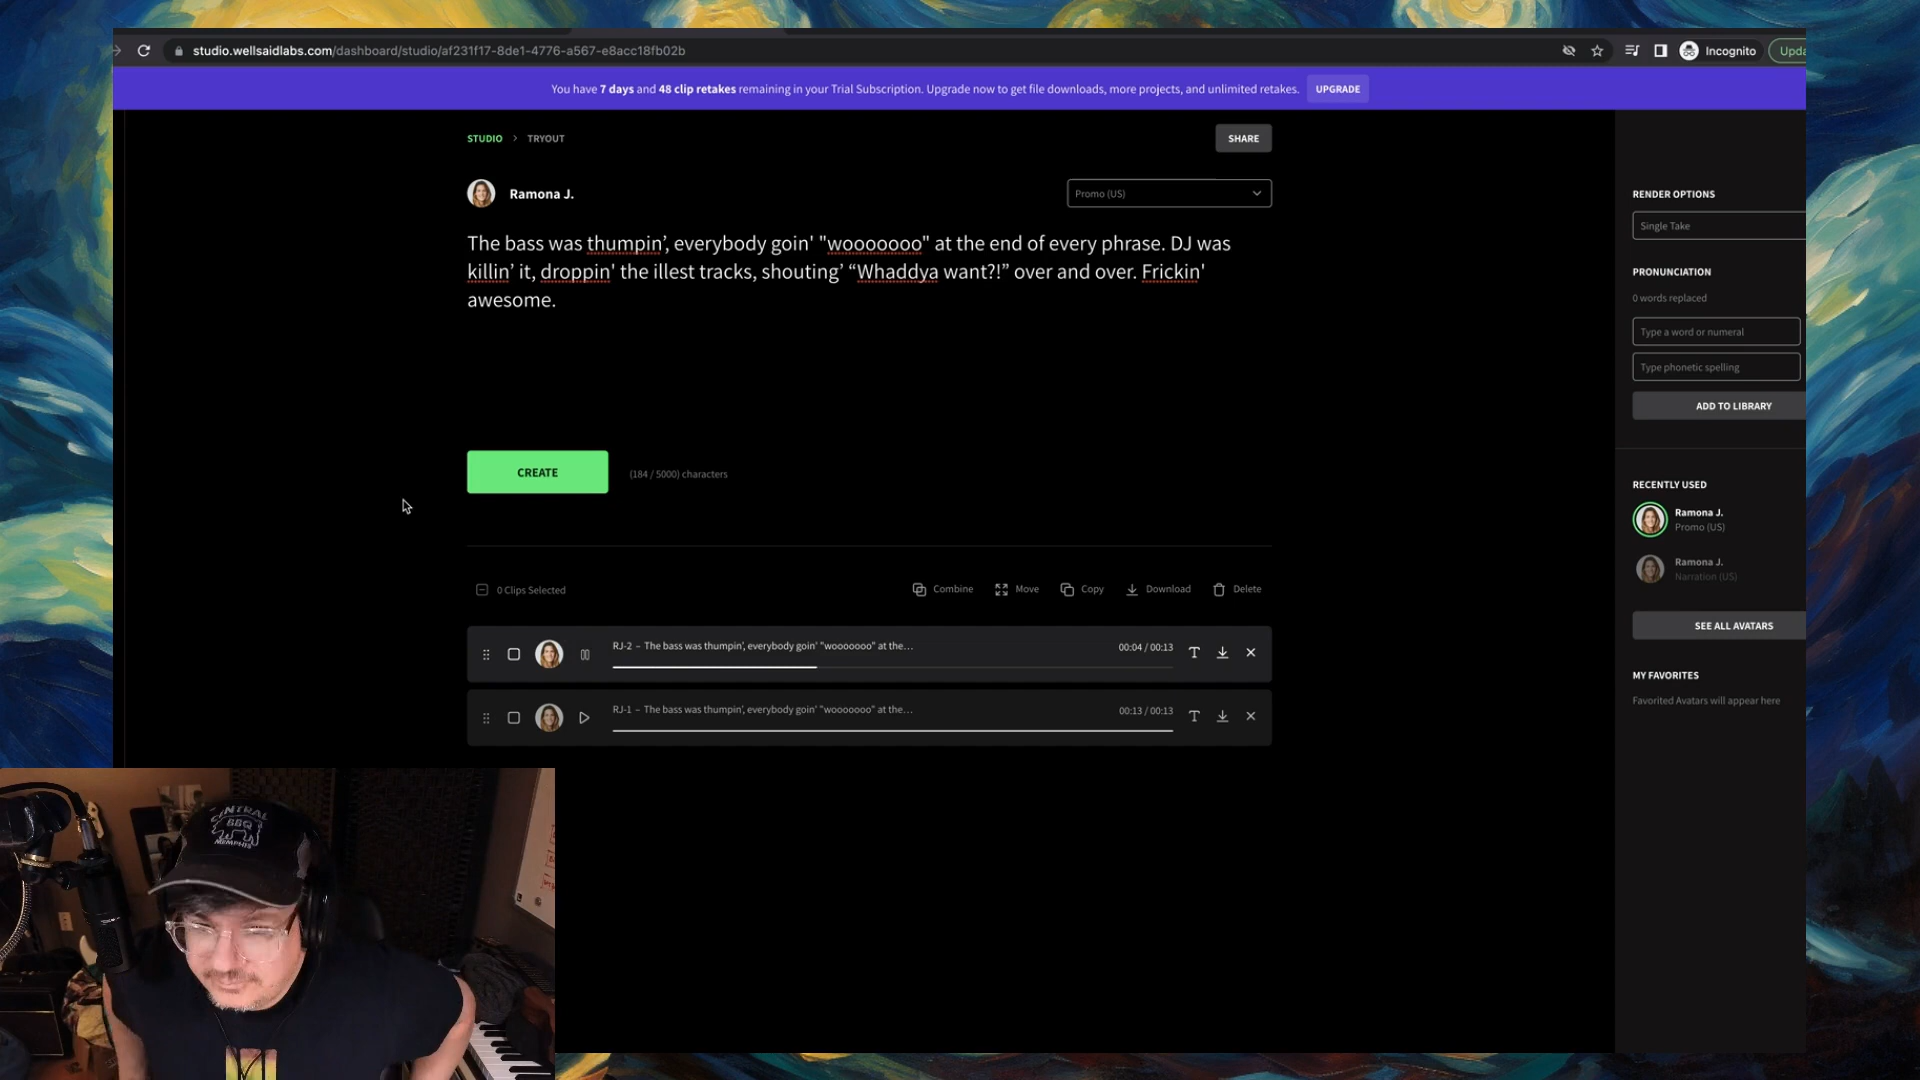 studio.wellsaidlabs.com/dashboard/studio/af231f17-8de1-4776-a567-e8acc18fb02b
Incognito
Upda
You have 7 days and 48 clip retakes remaining in your Trial Subscription. Upgrade now to get file downloads, more projects, and unlimited retakes.
UPGRADE
STUDIO > TRYOUT
SHARE
Ramona J.
Promo (US)
The bass was thumpin’, everybody goin' "wooooooo" at the end of every phrase. DJ was
killin’ it, droppin' the illest tracks, shouting’ “Whaddya want?!” over and over. Frickin'
awesome.
CREATE
(184 / 5000) characters
0 Clips Selected
Combine
Move
Copy
Download
Delete
RJ-2 – The bass was thumpin’, everybody goin' "wooooooo" at the...
00:04 / 00:13
RJ-1 – The bass was thumpin’, everybody goin' "wooooooo" at the...
00:13 / 00:13
RENDER OPTIONS
Single Take
PRONUNCIATION
0 words replaced
Type a word or numeral
Type phonetic spelling
ADD TO LIBRARY
RECENTLY USED
Ramona J.
Promo (US)
Ramona J.
Narration (US)
SEE ALL AVATARS
MY FAVORITES
Favorited Avatars will appear here
CENTRAL
BBQ
MEMPHIS